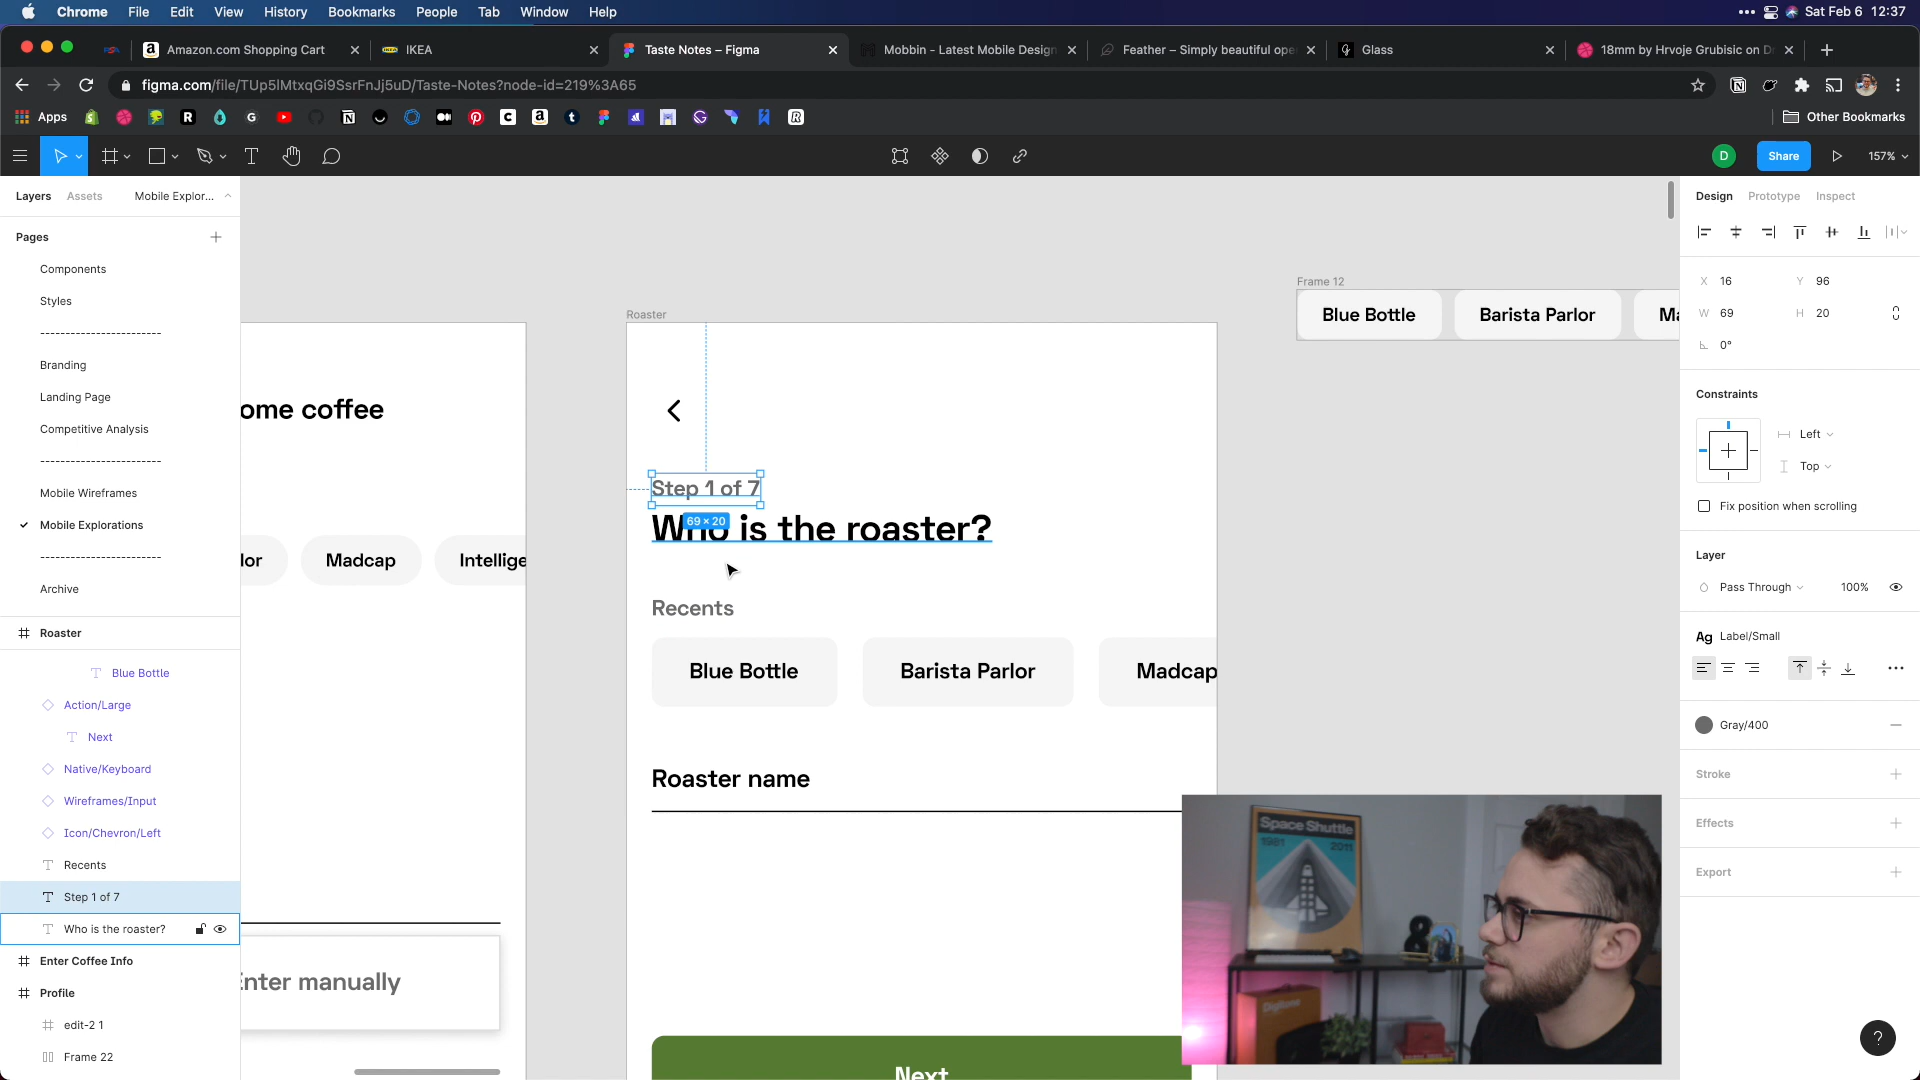 Chrome File Edit View History Bookmarks People Tab Window Help
Sat Feb 6 12:37
Amazon.com Shopping Cart
IKEA
Taste Notes – Figma
Mobbin - Latest Mobile Design
Feather – Simply beautiful ope
Glass
18mm by Hrvoje Grubisic on Dr
figma.com/file/TUp5lMtxqGi9SsrFnJj5uD/Taste-Notes?node-id=219%3A65
Apps
Other Bookmarks
D
Share
157%
Layers Assets
Mobile Explor...
Pages
Components
Styles
------------------------
Branding
Landing Page
Competitive Analysis
------------------------
Mobile Wireframes
Mobile Explorations
------------------------
Archive
Roaster
Blue Bottle
Action/Large
Next
Native/Keyboard
Wireframes/Input
Icon/Chevron/Left
Recents
Step 1 of 7
Who is the roaster?
Enter Coffee Info
Profile
edit-2 1
Frame 22
ome coffee
lor
Madcap
Intellige
Enter manually
Roaster
Step 1 of 7
69 × 20
Who is the roaster?
Recents
Blue Bottle
Barista Parlor
Madcap
Roaster name
Next
Frame 12
Blue Bottle
Barista Parlor
Ma
Space Shuttle
1981 2011
Digitone
Design Prototype Inspect
X 16
Y 96
W 69
H 20
0°
Constraints
Left
Top
Fix position when scrolling
Layer
Pass Through
100%
Ag Label/Small
Gray/400
Stroke
Effects
Export
?